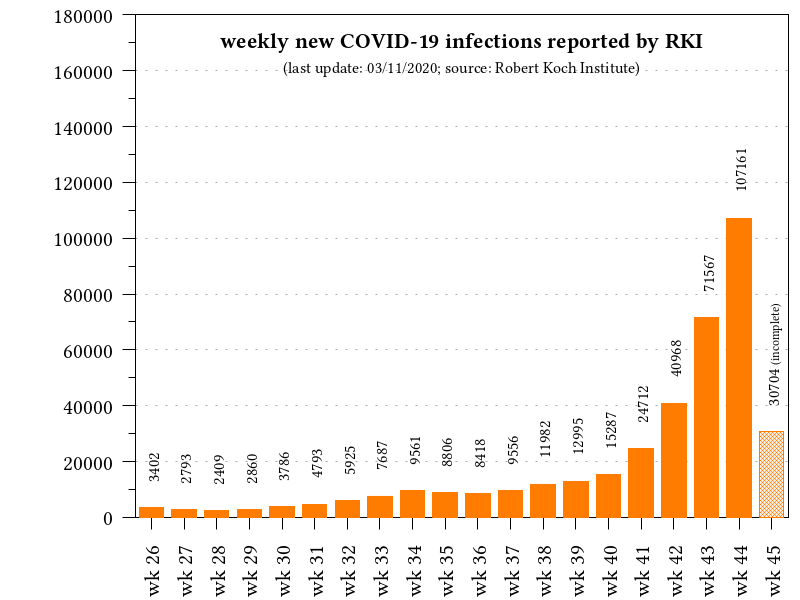 weekly new COVID-19 infections reported by RKI
(last update: 03/11/2020; source: Robert Koch Institute)
180000
160000
140000
120000
100000
80000
60000
40000
20000
0
3402
2793
2409
2860
3786
4793
5925
7687
9561
8806
8418
9556
11982
12995
15287
24712
40968
71567
107161
30704 (incomplete)
wk 26
wk 27
wk 28
wk 29
wk 30
wk 31
wk 32
wk 33
wk 34
wk 35
wk 36
wk 37
wk 38
wk 39
wk 40
wk 41
wk 42
wk 43
wk 44
wk 45